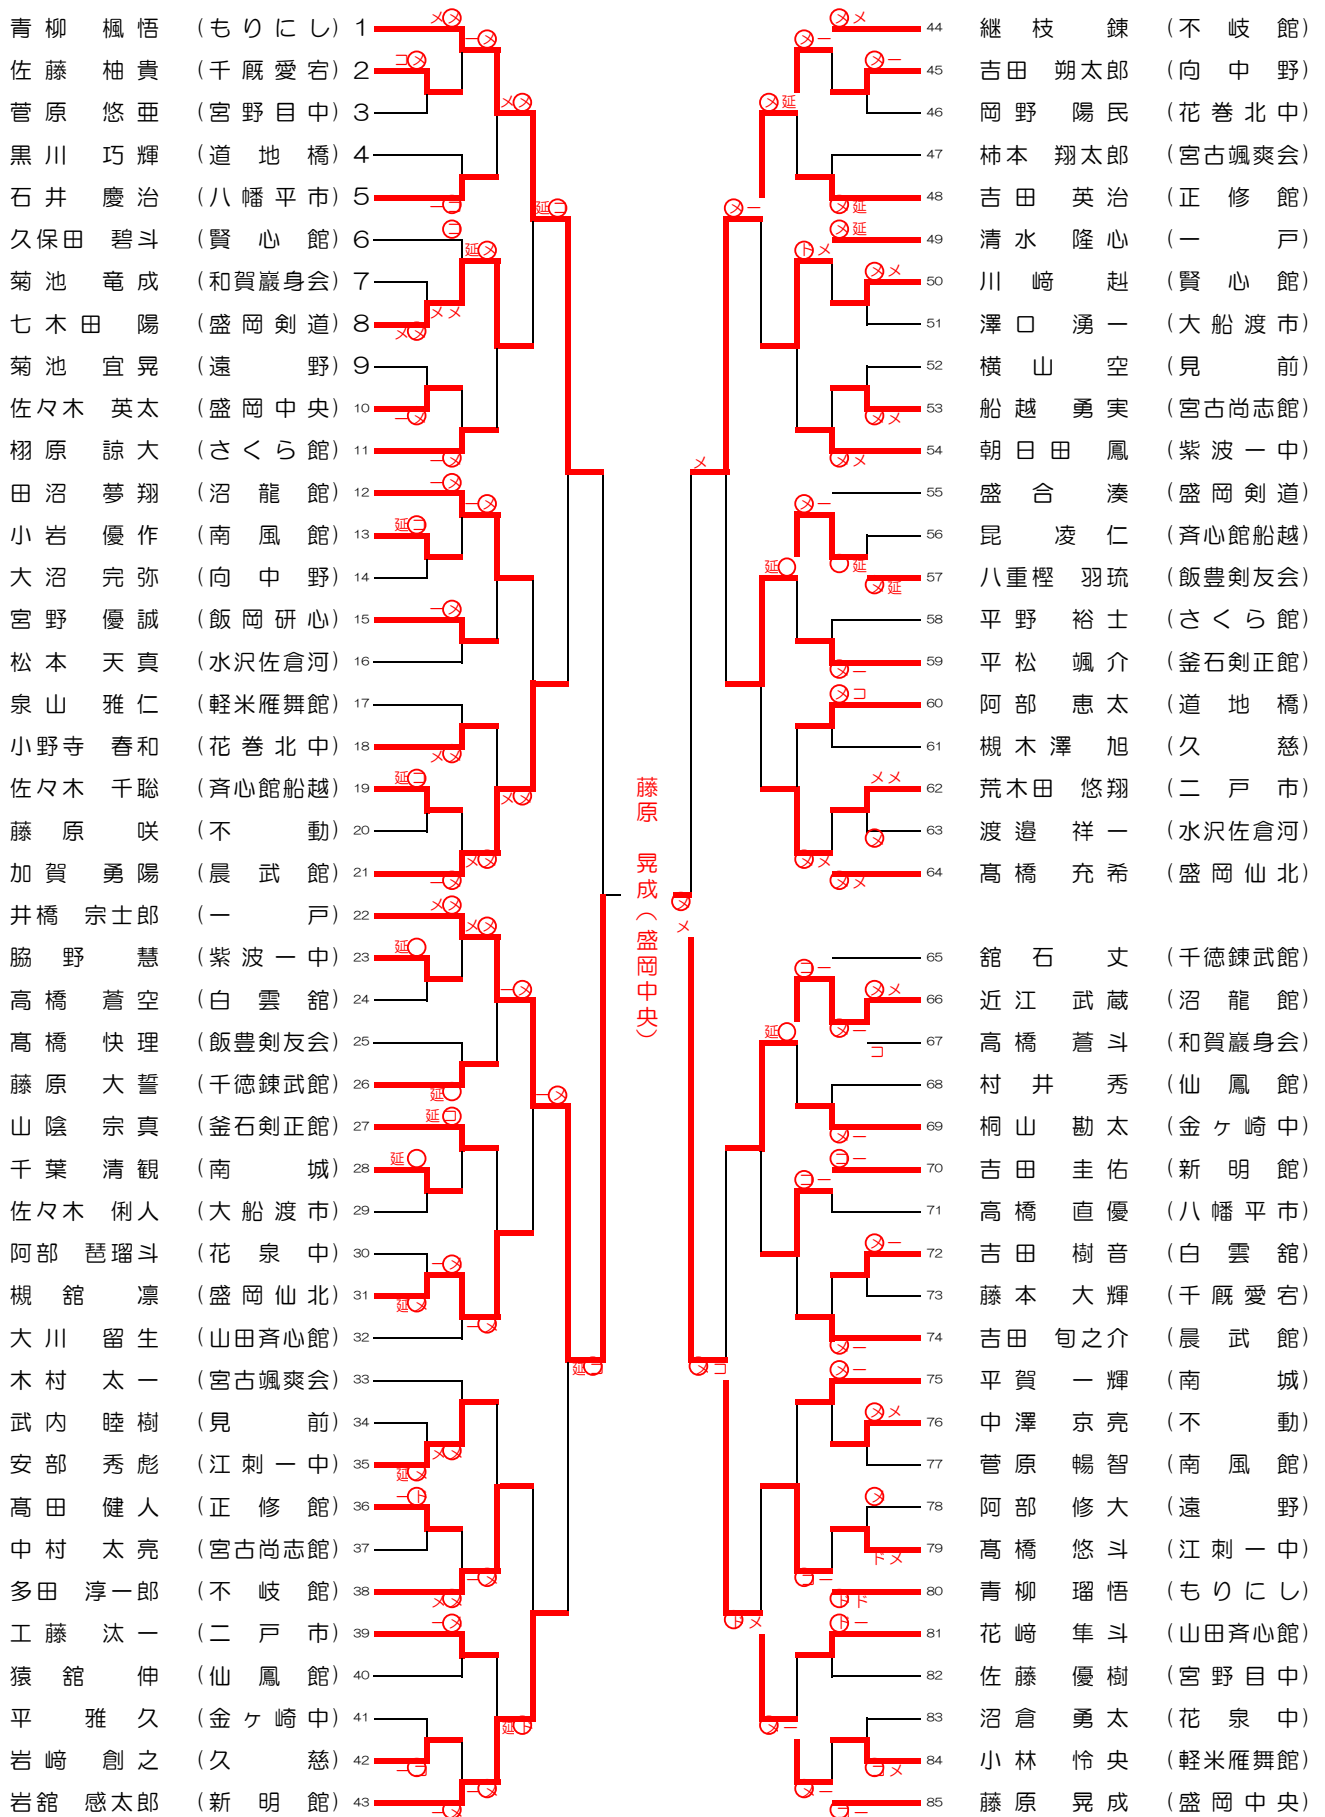 青柳 楓悟 (もりにし) 1
佐藤 柚貴 (千厩愛宕) 2
菅原 悠亜 (宮野目中) 3
黒川 巧輝 (道地橋) 4
石井 慶治 (八幡平市) 5
久保田 碧斗 (賢心館) 6
菊池 竜成 (和賀巖身会) 7
七木田 陽 (盛岡剣道) 8
菊池 宜晃 (遠野) 9
佐々木 英太 (盛岡中央) 10
栩原 諒大 (さくら館) 11
田沼 夢翔 (沼龍館) 12
小岩 優作 (南風館) 13
大沼 完弥 (向中野) 14
宮野 優誠 (飯岡研心) 15
松本 天真 (水沢佐倉河) 16
泉山 雅仁 (軽米雁舞館) 17
小野寺 春和 (花巻北中) 18
佐々木 千聡 (斉心館船越) 19
藤原 咲 (不動) 20
加賀 勇陽 (晨武館) 21
井橋 宗士郎 (一戸) 22
脇野 慧 (紫波一中) 23
高橋 蒼空 (白雲舘) 24
髙橋 快理 (飯豊剣友会) 25
藤原 大誓 (千徳錬武館) 26
山陰 宗真 (釜石剣正館) 27
千葉 清観 (南城) 28
佐々木 俐人 (大船渡市) 29
阿部 琶瑠斗 (花泉中) 30
槻舘 凛 (盛岡仙北) 31
大川 留生 (山田斉心館) 32
木村 太一 (宮古颯爽会) 33
武内 睦樹 (見前) 34
安部 秀彪 (江刺一中) 35
髙田 健人 (正修館) 36
中村 太亮 (宮古尚志館) 37
多田 淳一郎 (不岐館) 38
工藤 汰一 (二戸市) 39
猿舘 伸 (仙鳳館) 40
平 雅久 (金ヶ崎中) 41
岩﨑 創之 (久慈) 42
岩舘 感太郎 (新明館) 43
藤原 晃成(盛岡中央)
44 継枝 錬 (不岐館)
45 吉田 朔太郎 (向中野)
46 岡野 陽民 (花巻北中)
47 柿本 翔太郎 (宮古颯爽会)
48 吉田 英治 (正修館)
49 清水 隆心 (一戸)
50 川﨑 赳 (賢心館)
51 澤口 湧一 (大船渡市)
52 横山 空 (見前)
53 船越 勇実 (宮古尚志館)
54 朝日田 鳳 (紫波一中)
55 盛合 湊 (盛岡剣道)
56 昆 凌仁 (斉心館船越)
57 八重樫 羽琉 (飯豊剣友会)
58 平野 裕士 (さくら館)
59 平松 颯介 (釜石剣正館)
60 阿部 恵太 (道地橋)
61 槻木澤 旭 (久慈)
62 荒木田 悠翔 (二戸市)
63 渡邉 祥一 (水沢佐倉河)
64 髙橋 充希 (盛岡仙北)
65 舘石 丈 (千徳錬武館)
66 近江 武蔵 (沼龍館)
67 高橋 蒼斗 (和賀巖身会)
68 村井 秀 (仙鳳館)
69 桐山 勘太 (金ヶ崎中)
70 吉田 圭佑 (新明館)
71 高橋 直優 (八幡平市)
72 吉田 樹音 (白雲舘)
73 藤本 大輝 (千厩愛宕)
74 吉田 旬之介 (晨武館)
75 平賀 一輝 (南城)
76 中澤 京亮 (不動)
77 菅原 暢智 (南風館)
78 阿部 修大 (遠野)
79 髙橋 悠斗 (江刺一中)
80 青柳 瑠悟 (もりにし)
81 花﨑 隼斗 (山田斉心館)
82 佐藤 優樹 (宮野目中)
83 沼倉 勇太 (花泉中)
84 小林 怜央 (軽米雁舞館)
85 藤原 晃成 (盛岡中央)